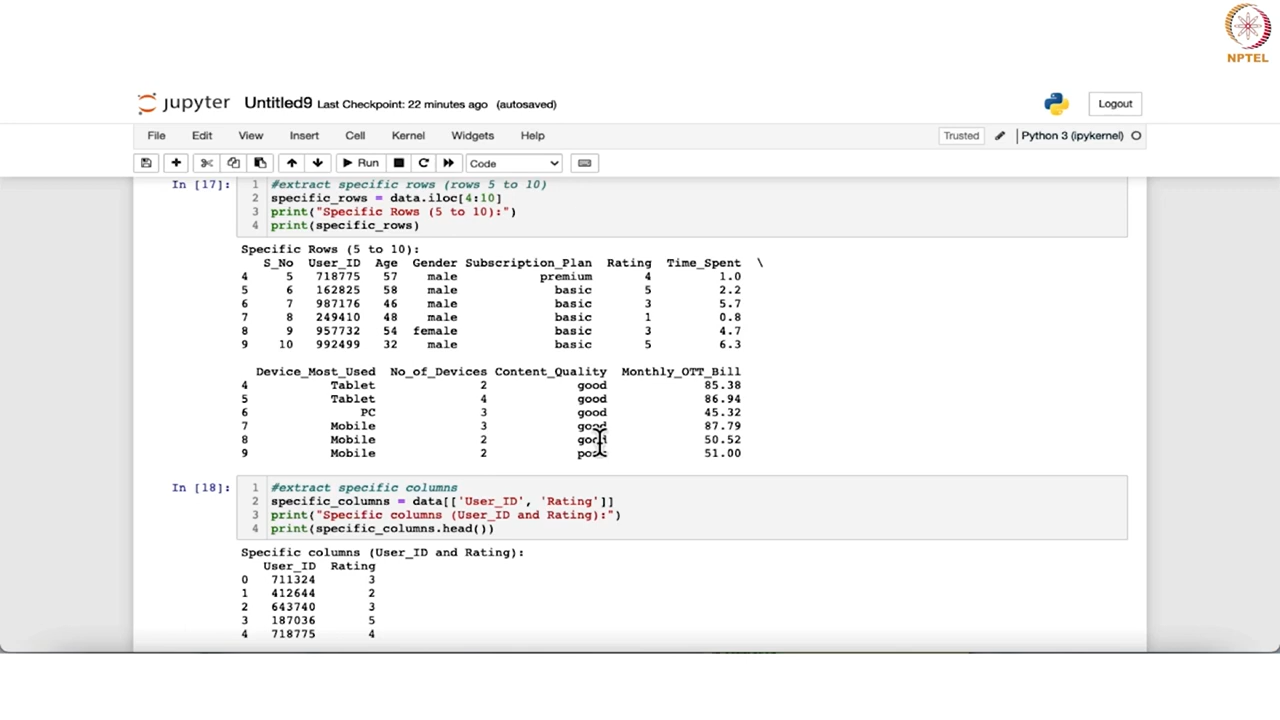 NPTEL
jupyter Untitled9 Last Checkpoint: 22 minutes ago (autosaved)
Logout
File Edit View Insert Cell Kernel Widgets Help
Trusted Python 3 (ipykernel)
Run Code
In [17]: 1 #extract specific rows (rows 5 to 10)
2 specific_rows = data.iloc[4:10]
3 print("Specific Rows (5 to 10):")
4 print(specific_rows)
Specific Rows (5 to 10):
S_No User_ID Age Gender Subscription_Plan Rating Time_Spent \
4 5 718775 57 male premium 4 1.0
5 6 162825 58 male basic 5 2.2
6 7 987176 46 male basic 3 5.7
7 8 249410 48 male basic 1 0.8
8 9 957732 54 female basic 3 4.7
9 10 992499 32 male basic 5 6.3
Device_Most_Used No_of_Devices Content_Quality Monthly_OTT_Bill
4 Tablet 2 good 85.38
5 Tablet 4 good 86.94
6 PC 3 good 45.32
7 Mobile 3 good 87.79
8 Mobile 2 good 50.52
9 Mobile 2 51.00
In [18]: 1 #extract specific columns
2 specific_columns = data[['User_ID', 'Rating']]
3 print("Specific columns (User_ID and Rating):")
4 print(specific_columns.head())
Specific columns (User_ID and Rating):
User_ID Rating
0 711324 3
1 412644 2
2 643740 3
3 187036 5
4 718775 4